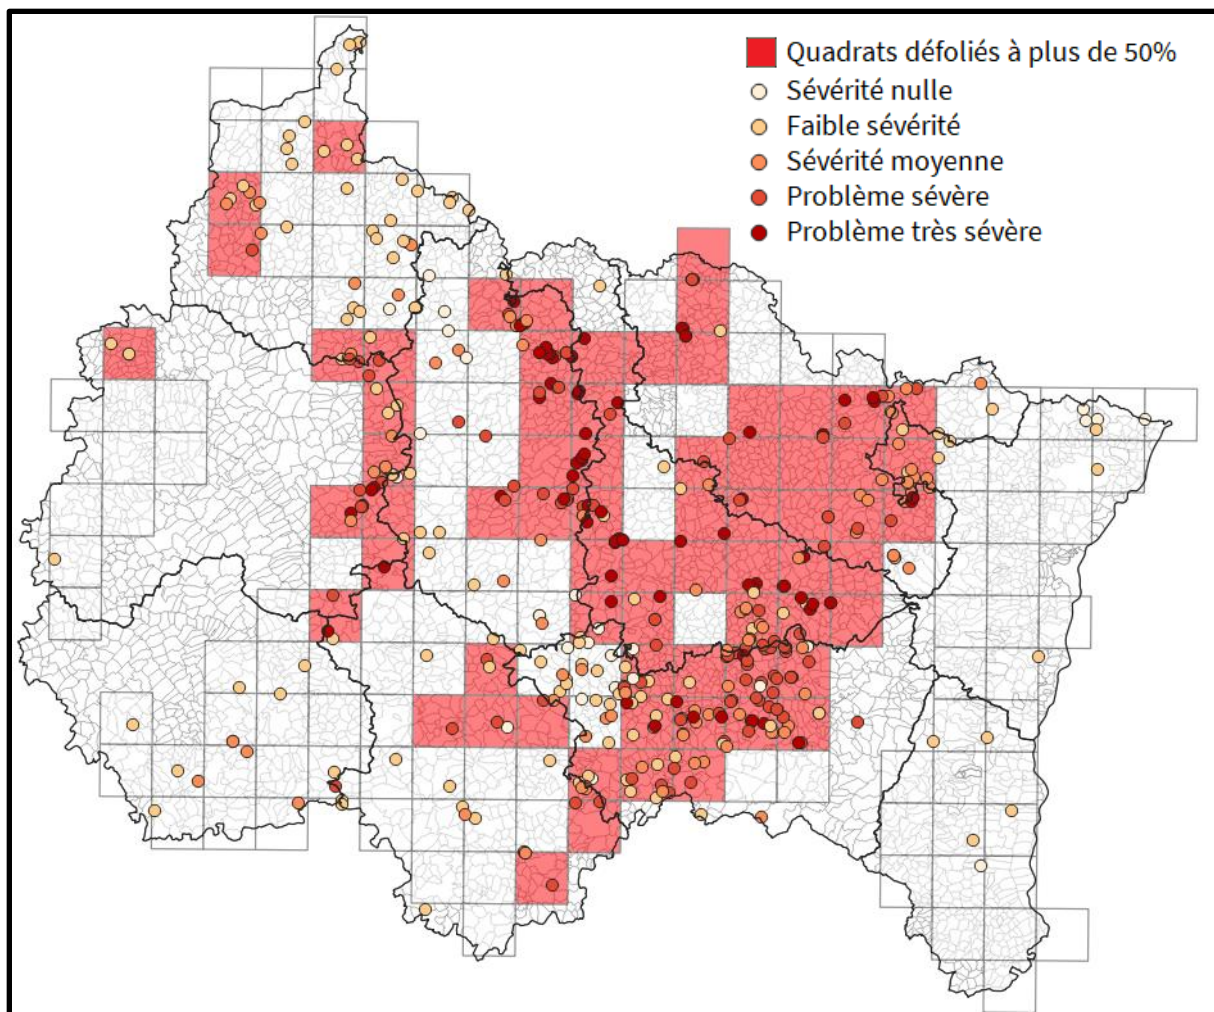 Quadrats défoliés à plus de 50%
Sévérité nulle
Faible sévérité
Sévérité moyenne
Problème sévère
Problème très sévère